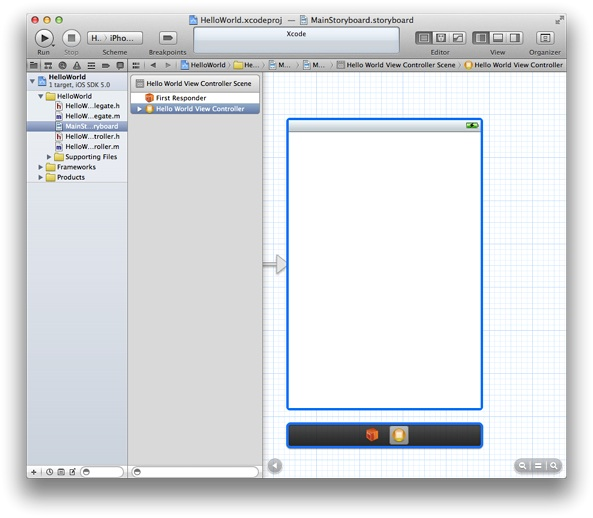 HelloWorld.xcodeproj — MainStoryboard.storyboard
H... iPho...
Xcode
Run Stop Scheme Breakpoints Editor View Organizer
HelloWorld He... M... M... Hello World View Controller Scene Hello World View Controller
HelloWorld
1 target, iOS SDK 5.0
HelloWorld
HelloW...legate.h
HelloW...egate.m
MainSt...ryboard
HelloW...troller.h
HelloW...roller.m
Supporting Files
Frameworks
Products
Hello World View Controller Scene
First Responder
Hello World View Controller